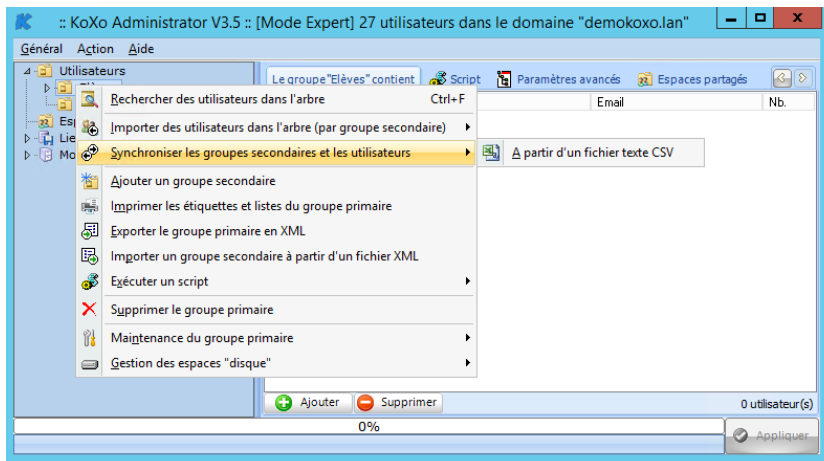 :: KoXo Administrator V3.5 :: [Mode Expert] 27 utilisateurs dans le domaine "demokoxo.lan"
Général Action Aide
Utilisateurs
Le groupe "Elèves" contient Script Paramètres avancés Espaces partagés
Email Nb.
Rechercher des utilisateurs dans l'arbre Ctrl+F
Esp
Importer des utilisateurs dans l'arbre (par groupe secondaire)
Lie
Synchroniser les groupes secondaires et les utilisateurs
A partir d'un fichier texte CSV
Mo
Ajouter un groupe secondaire
Imprimer les étiquettes et listes du groupe primaire
Exporter le groupe primaire en XML
Importer un groupe secondaire à partir d'un fichier XML
Exécuter un script
Supprimer le groupe primaire
Maintenance du groupe primaire
Gestion des espaces "disque"
Ajouter Supprimer 0 utilisateur(s)
0%
Appliquer